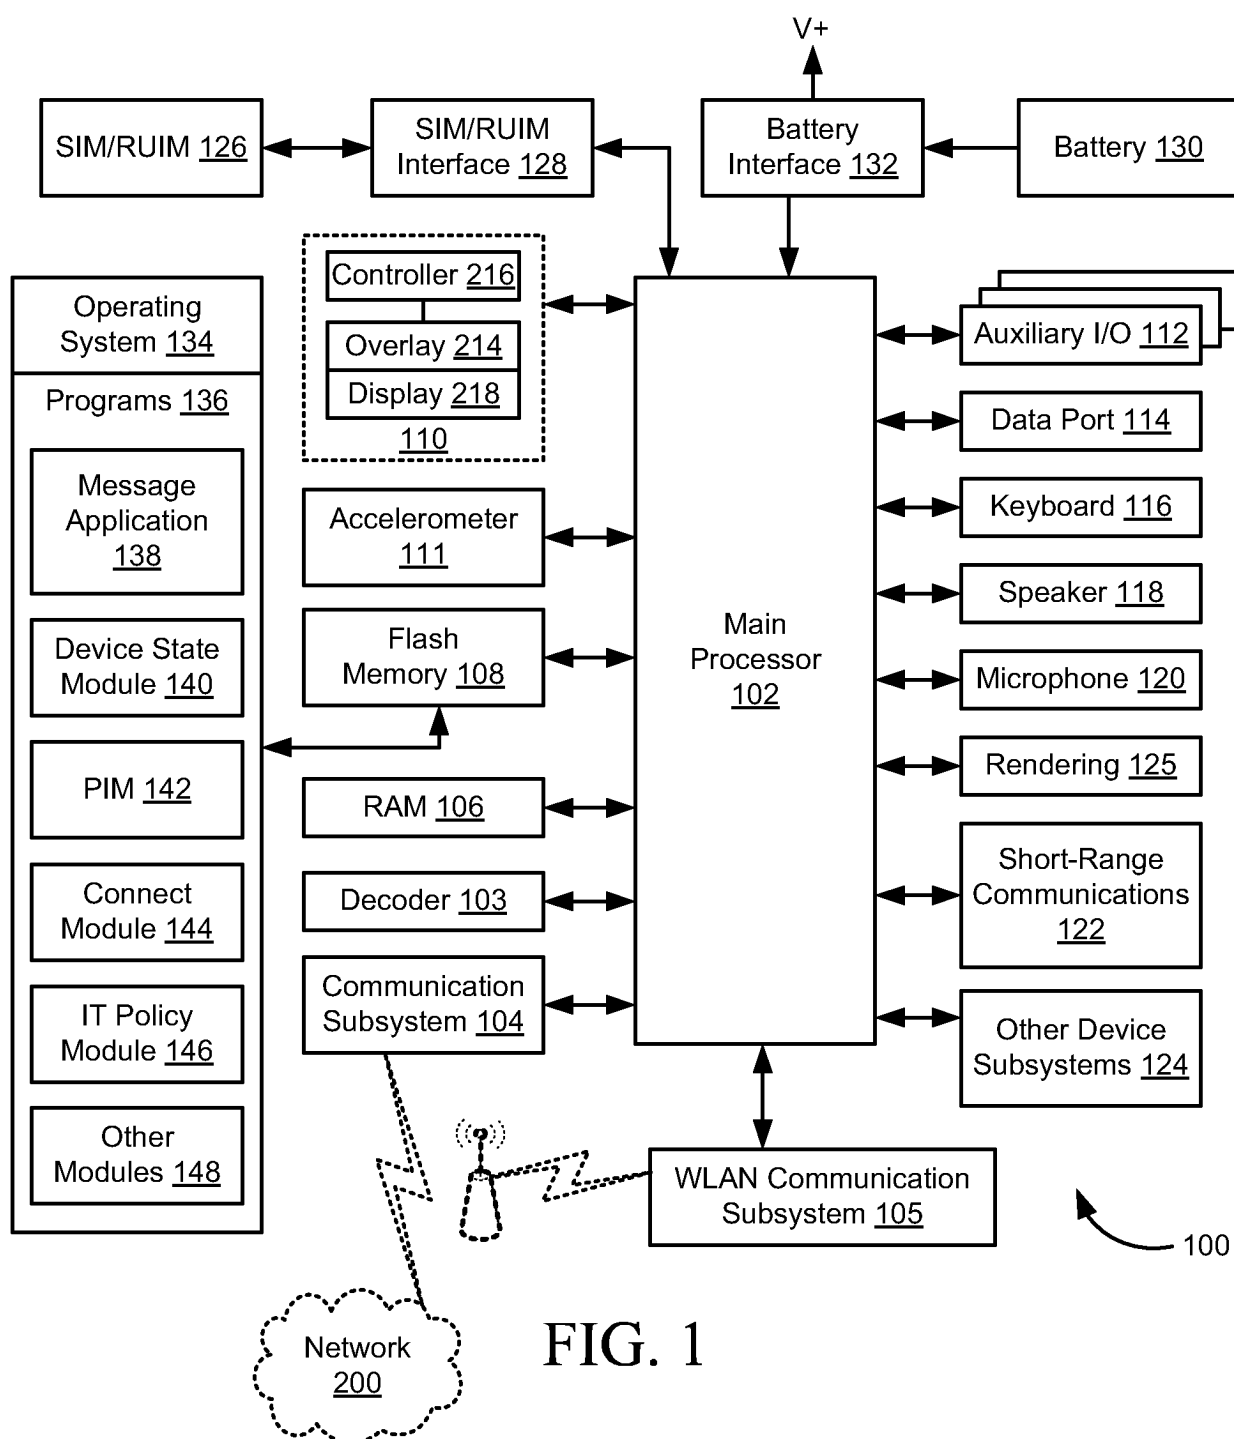 V+
SIM/RUIM 126
SIM/RUIM
Interface 128
Battery
Interface 132
Battery 130
Operating
System 134
Programs 136
Message
Application
138
Device State
Module 140
PIM 142
Connect
Module 144
IT Policy
Module 146
Other
Modules 148
Controller 216
Overlay 214
Display 218
110
Accelerometer
111
Flash
Memory 108
RAM 106
Decoder 103
Communication
Subsystem 104
Main
Processor
102
Auxiliary I/O 112
Data Port 114
Keyboard 116
Speaker 118
Microphone 120
Rendering 125
Short-Range
Communications
122
Other Device
Subsystems 124
WLAN Communication
Subsystem 105
100
Network
200
FIG. 1